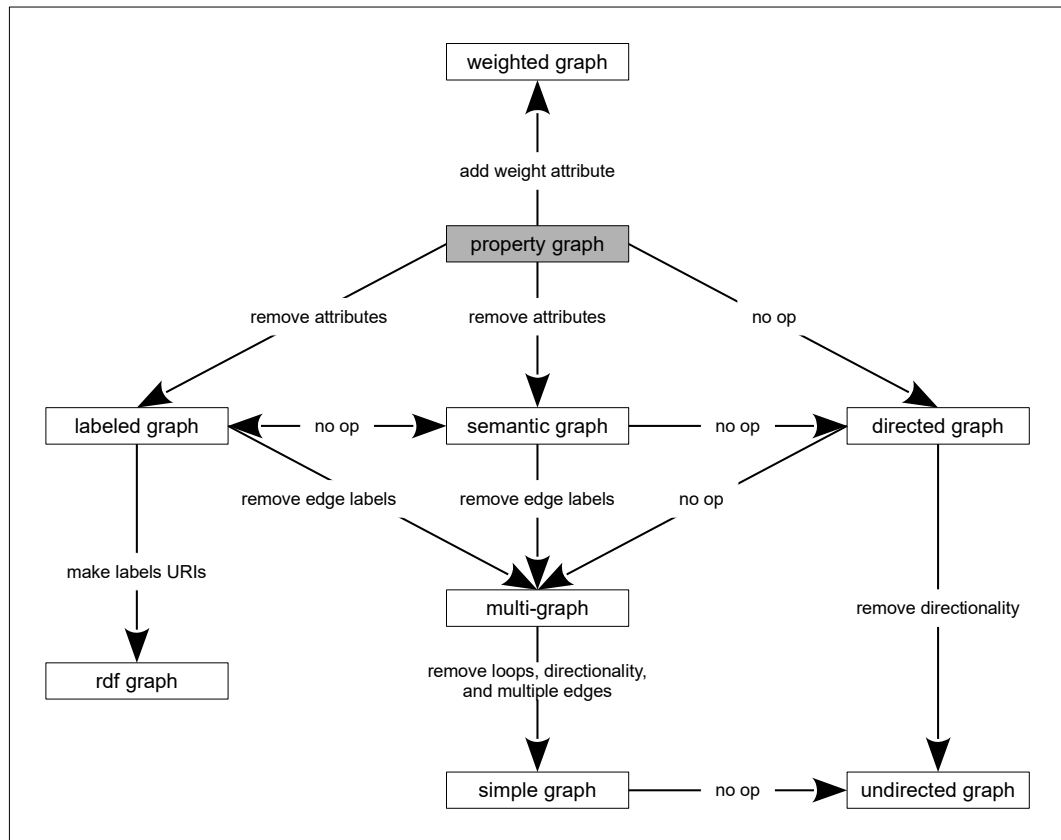 weighted graph
add weight attribute
property graph
remove attributes
remove attributes
no op
labeled graph
no op
semantic graph
no op
directed graph
remove edge labels
remove edge labels
no op
make labels URIs
multi-graph
remove directionality
rdf graph
remove loops, directionality,
and multiple edges
simple graph
no op
undirected graph